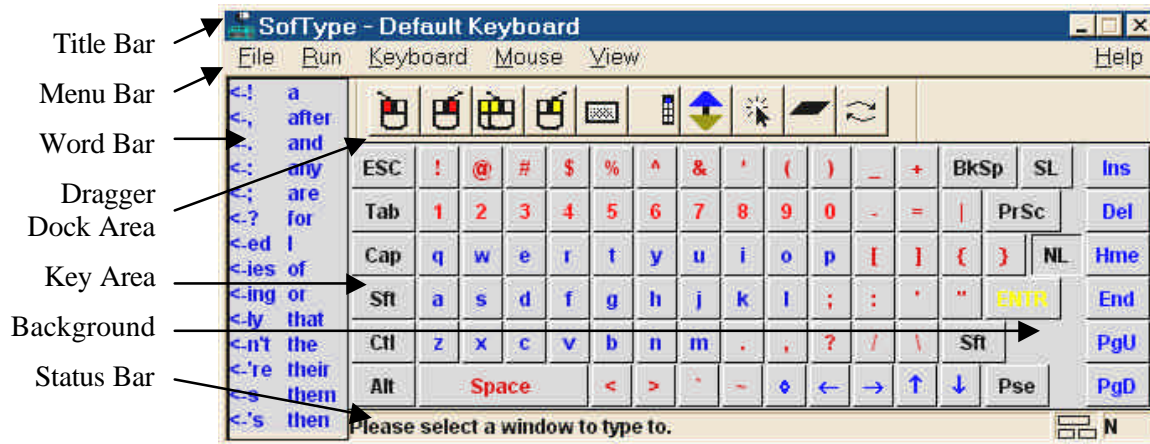 Title Bar
Menu Bar
Word Bar
Dragger
Dock Area
Key Area
Background
Status Bar
SofType - Default Keyboard
File Run Keyboard Mouse View Help
<-! a
<-, after
<-. and
<-: any
<-; are
<-? for
<-ed I
<-ies of
<-ing or
<-ly that
<-n't the
<-'re their
<-s them
<-'s then
ESC ! @ # $ % ^ & * ( ) _ + BkSp SL Ins
Tab 1 2 3 4 5 6 7 8 9 0 - = | PrSc Del
Cap q w e r t y u i o p [ ] { } NL Hme
Sft a s d f g h j k l ; : ' " ENTR End
Ctl z x c v b n m . , ? / \ Sft PgU
Alt Space < > ` ~ ◊ ← → ↑ ↓ Pse PgD
Please select a window to type to.
N